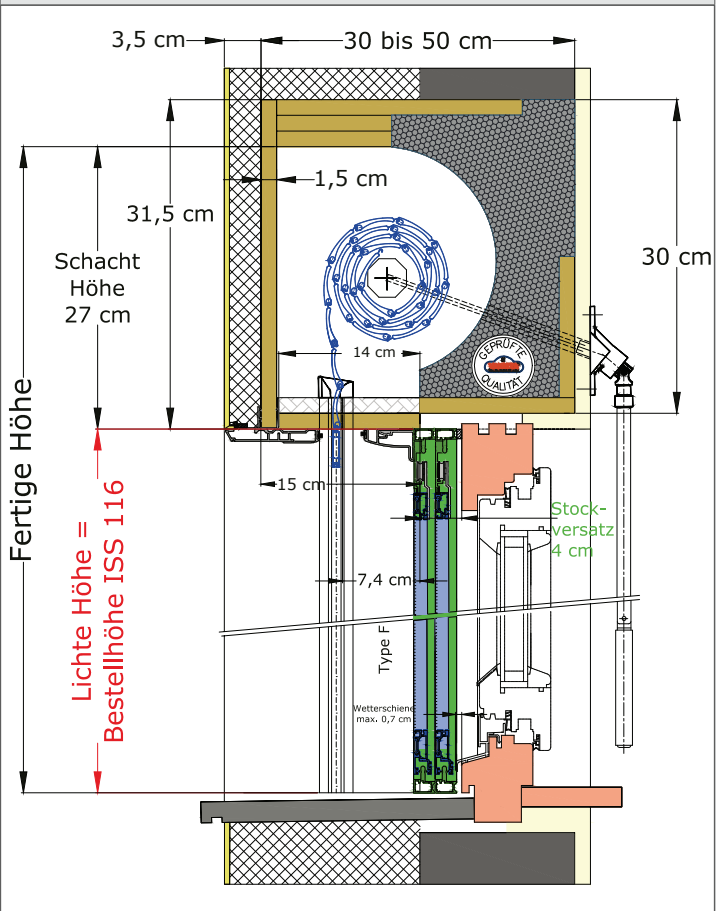 3,5 cm
30 bis 50 cm
1,5 cm
31,5 cm
Schacht
Höhe
27 cm
30 cm
14 cm
GEPRÜFTE
QUALITÄT
Fertige Höhe
15 cm
Stock-
versatz
4 cm
Lichte Höhe =
Bestellhöhe ISS 116
7,4 cm
Type F
Wetterschiene
max. 0,7 cm